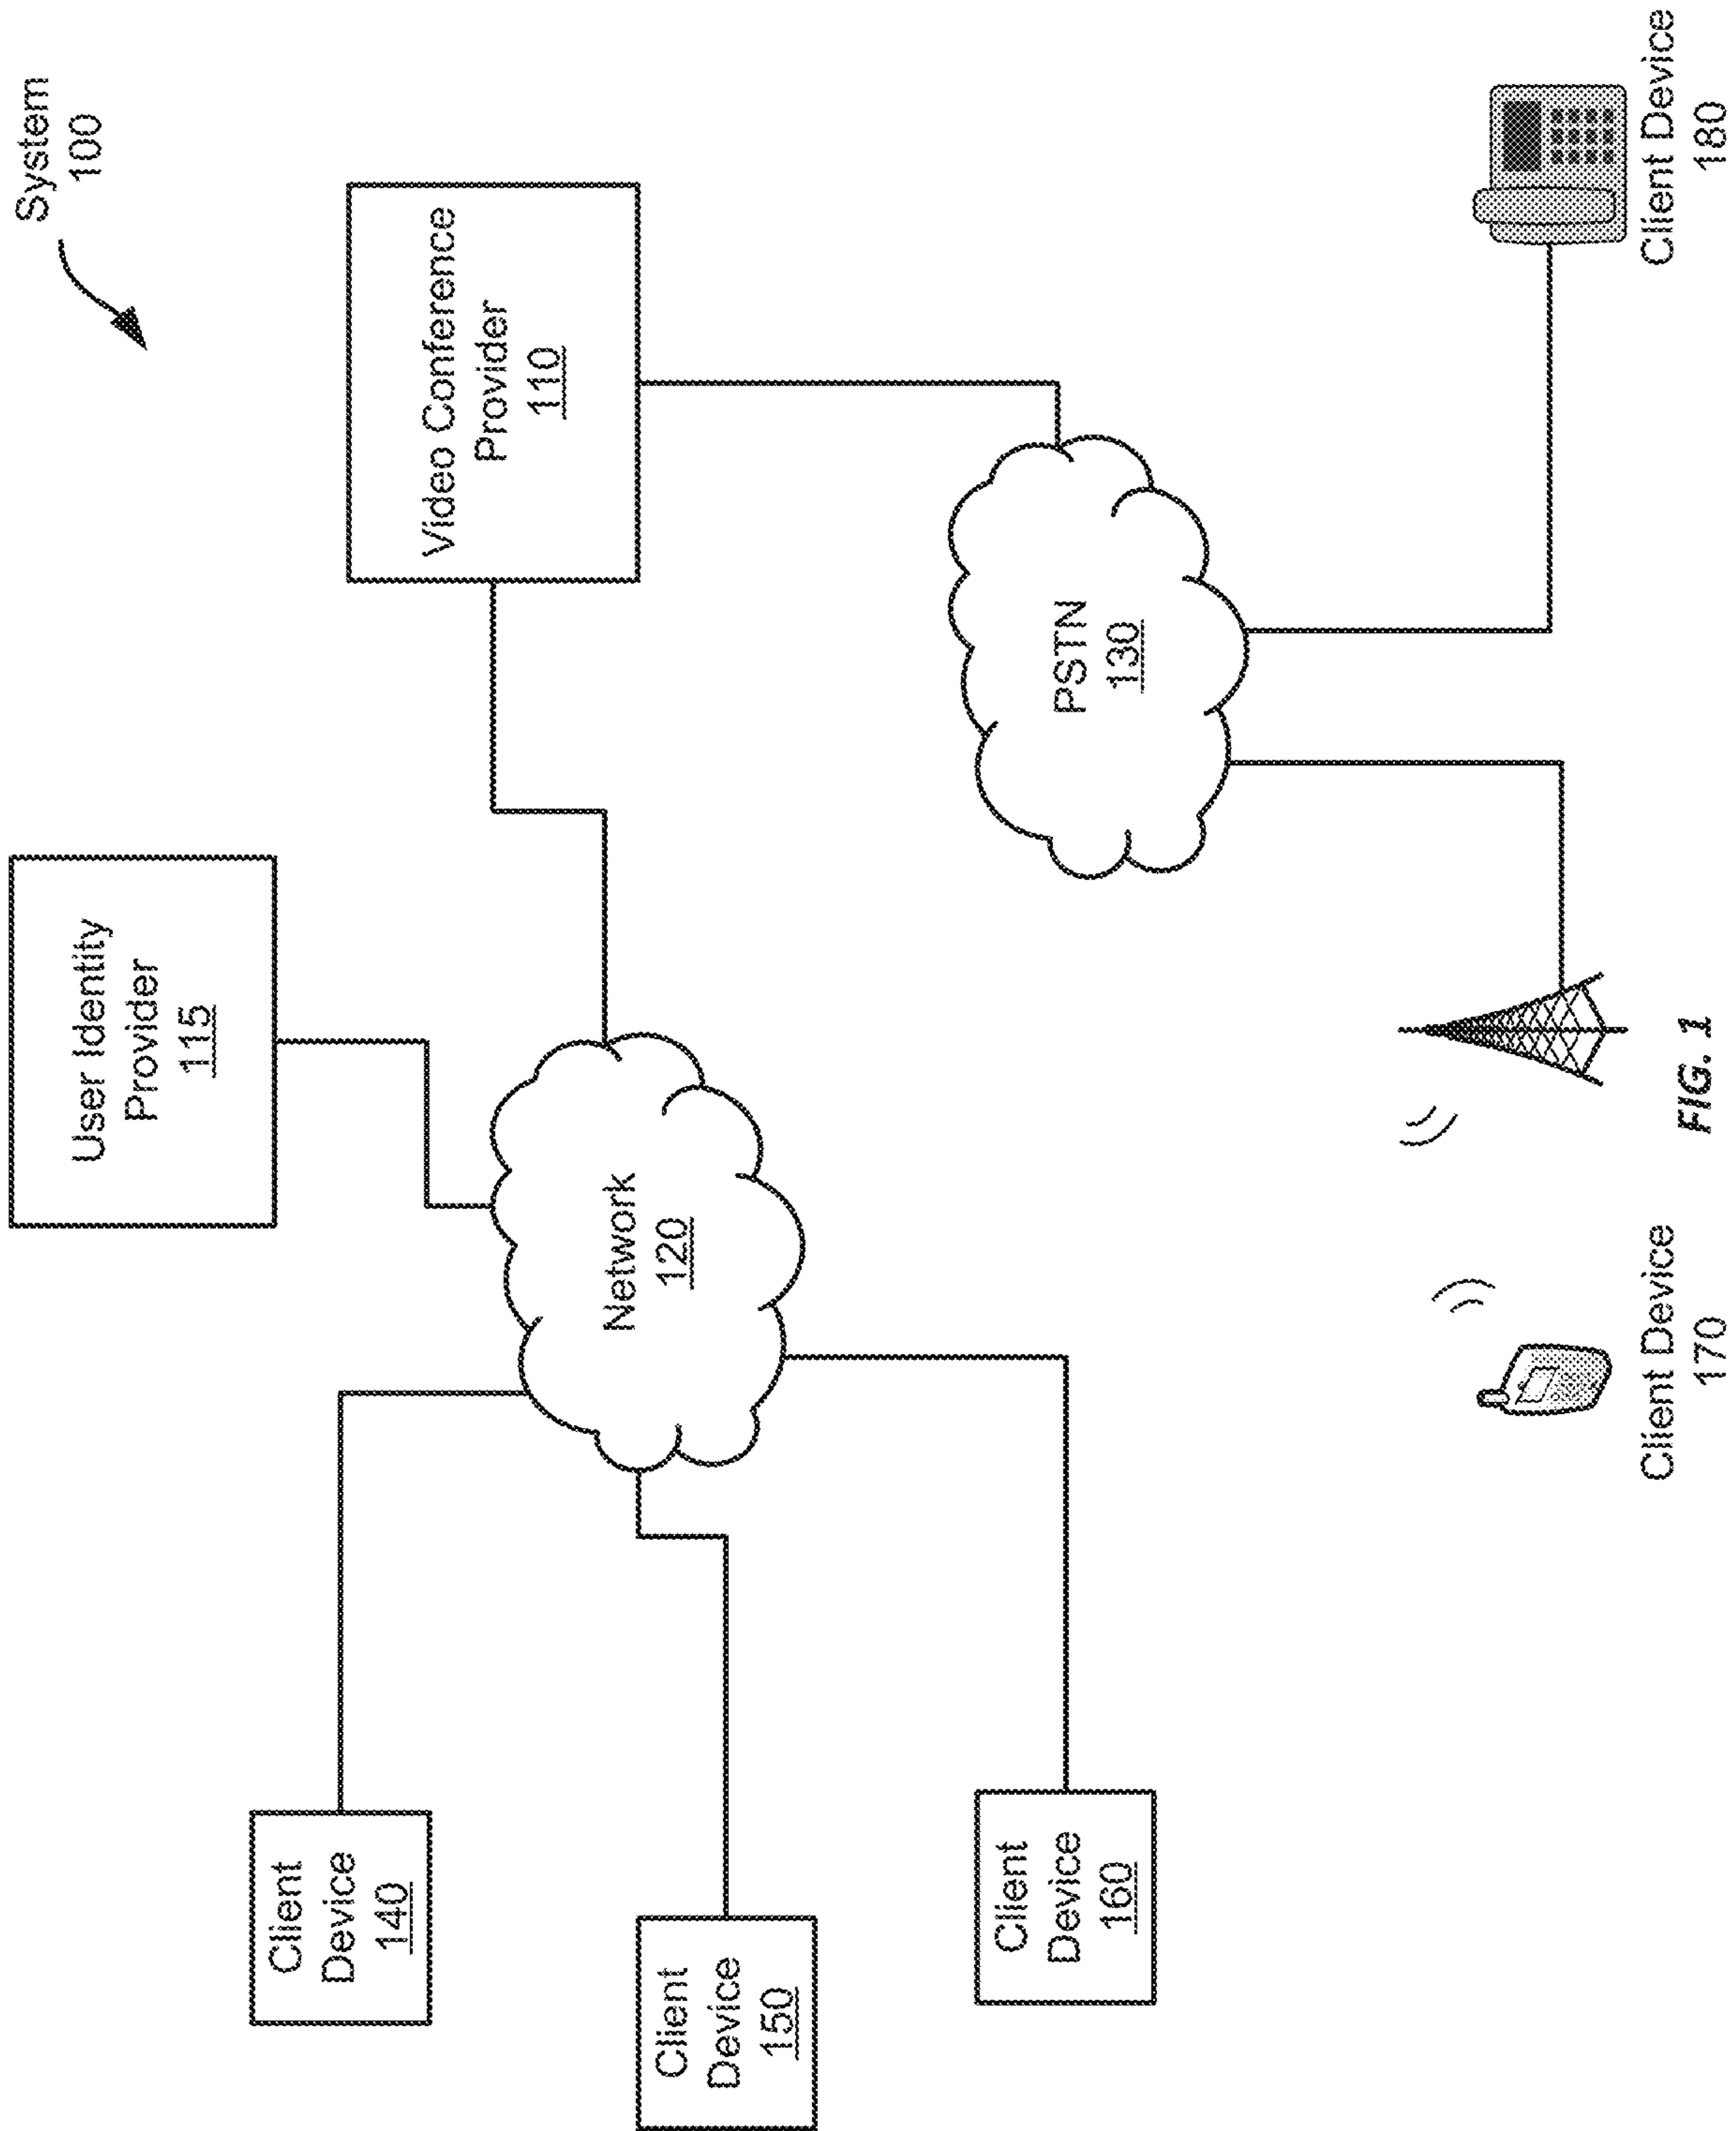 System
100
User Identity
Provider
115
Video Conference
Provider
110
Client
Device
140
Network
120
Client
Device
150
PSTN
130
Client
Device
160
Client Device
170
Client Device
180
FIG. 1